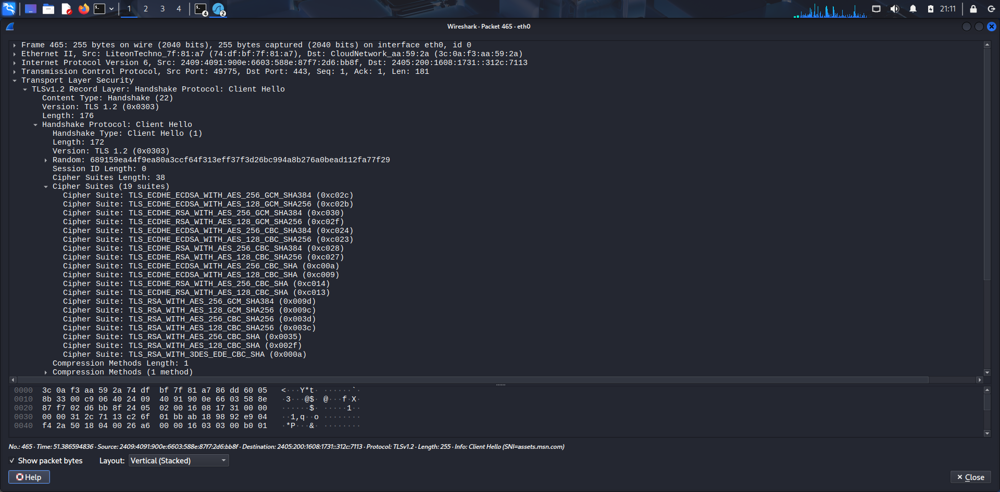 1 2 3 4 4 2 21:11
Wireshark · Packet 465 · eth0
Frame 465: 255 bytes on wire (2040 bits), 255 bytes captured (2040 bits) on interface eth0, id 0
Ethernet II, Src: LiteonTechno_7f:81:a7 (74:df:bf:7f:81:a7), Dst: CloudNetwork_aa:59:2a (3c:0a:f3:aa:59:2a)
Internet Protocol Version 6, Src: 2409:4091:900e:6603:588e:87f7:2d6:bb8f, Dst: 2405:200:1608:1731::312c:7113
Transmission Control Protocol, Src Port: 49775, Dst Port: 443, Seq: 1, Ack: 1, Len: 181
Transport Layer Security
TLSv1.2 Record Layer: Handshake Protocol: Client Hello
Content Type: Handshake (22)
Version: TLS 1.2 (0x0303)
Length: 176
Handshake Protocol: Client Hello
Handshake Type: Client Hello (1)
Length: 172
Version: TLS 1.2 (0x0303)
Random: 689159ea44f9ea80a3ccf64f313eff37f3d26bc994a8b276a0bead112fa77f29
Session ID Length: 0
Cipher Suites Length: 38
Cipher Suites (19 suites)
Cipher Suite: TLS_ECDHE_ECDSA_WITH_AES_256_GCM_SHA384 (0xc02c)
Cipher Suite: TLS_ECDHE_ECDSA_WITH_AES_128_GCM_SHA256 (0xc02b)
Cipher Suite: TLS_ECDHE_RSA_WITH_AES_256_GCM_SHA384 (0xc030)
Cipher Suite: TLS_ECDHE_RSA_WITH_AES_128_GCM_SHA256 (0xc02f)
Cipher Suite: TLS_ECDHE_ECDSA_WITH_AES_256_CBC_SHA384 (0xc024)
Cipher Suite: TLS_ECDHE_ECDSA_WITH_AES_128_CBC_SHA256 (0xc023)
Cipher Suite: TLS_ECDHE_RSA_WITH_AES_256_CBC_SHA384 (0xc028)
Cipher Suite: TLS_ECDHE_RSA_WITH_AES_128_CBC_SHA256 (0xc027)
Cipher Suite: TLS_ECDHE_ECDSA_WITH_AES_256_CBC_SHA (0xc00a)
Cipher Suite: TLS_ECDHE_ECDSA_WITH_AES_128_CBC_SHA (0xc009)
Cipher Suite: TLS_ECDHE_RSA_WITH_AES_256_CBC_SHA (0xc014)
Cipher Suite: TLS_ECDHE_RSA_WITH_AES_128_CBC_SHA (0xc013)
Cipher Suite: TLS_RSA_WITH_AES_256_GCM_SHA384 (0x009d)
Cipher Suite: TLS_RSA_WITH_AES_128_GCM_SHA256 (0x009c)
Cipher Suite: TLS_RSA_WITH_AES_256_CBC_SHA256 (0x003d)
Cipher Suite: TLS_RSA_WITH_AES_128_CBC_SHA256 (0x003c)
Cipher Suite: TLS_RSA_WITH_AES_256_CBC_SHA (0x0035)
Cipher Suite: TLS_RSA_WITH_AES_128_CBC_SHA (0x002f)
Cipher Suite: TLS_RSA_WITH_3DES_EDE_CBC_SHA (0x000a)
Compression Methods Length: 1
Compression Methods (1 method)
0000 3c 0a f3 aa 59 2a 74 df bf 7f 81 a7 86 dd 60 05 <···Y*t· ······`·
0010 8b 33 00 c9 06 40 24 09 40 91 90 0e 66 03 58 8e ·3···@$· @···f·X·
0020 87 f7 02 d6 bb 8f 24 05 02 00 16 08 17 31 00 00 ······$· ·····1··
0030 00 00 31 2c 71 13 c2 6f 01 bb ab 18 98 92 e9 04 ··1,q··o ········
0040 f4 2a 50 18 04 00 26 a6 00 00 16 03 03 00 b0 01 ·*P···&· ········
No.: 465 · Time: 51.386594836 · Source: 2409:4091:900e:6603:588e:87f7:2d6:bb8f · Destination: 2405:200:1608:1731::312c:7113 · Protocol: TLSv1.2 · Length: 255 · Info: Client Hello (SNI=assets.msn.com)
Show packet bytes Layout: Vertical (Stacked)
Help Close